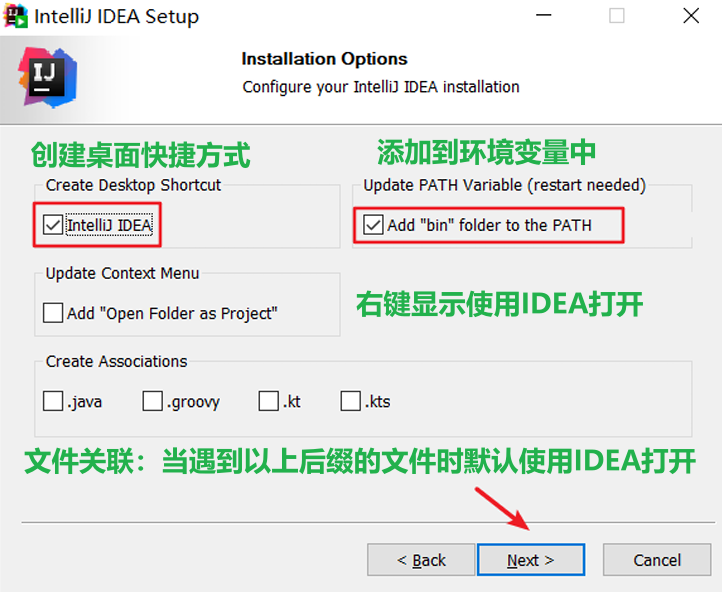 IntelliJ IDEA Setup
IJ
Installation Options
Configure your IntelliJ IDEA installation
创建桌面快捷方式
添加到环境变量中
Create Desktop Shortcut
Update PATH Variable (restart needed)
IntelliJ IDEA
Add "bin" folder to the PATH
Update Context Menu
Add "Open Folder as Project"
右键显示使用IDEA打开
Create Associations
.java
.groovy
.kt
.kts
文件关联：当遇到以上后缀的文件时默认使用IDEA打开
< Back
Next >
Cancel